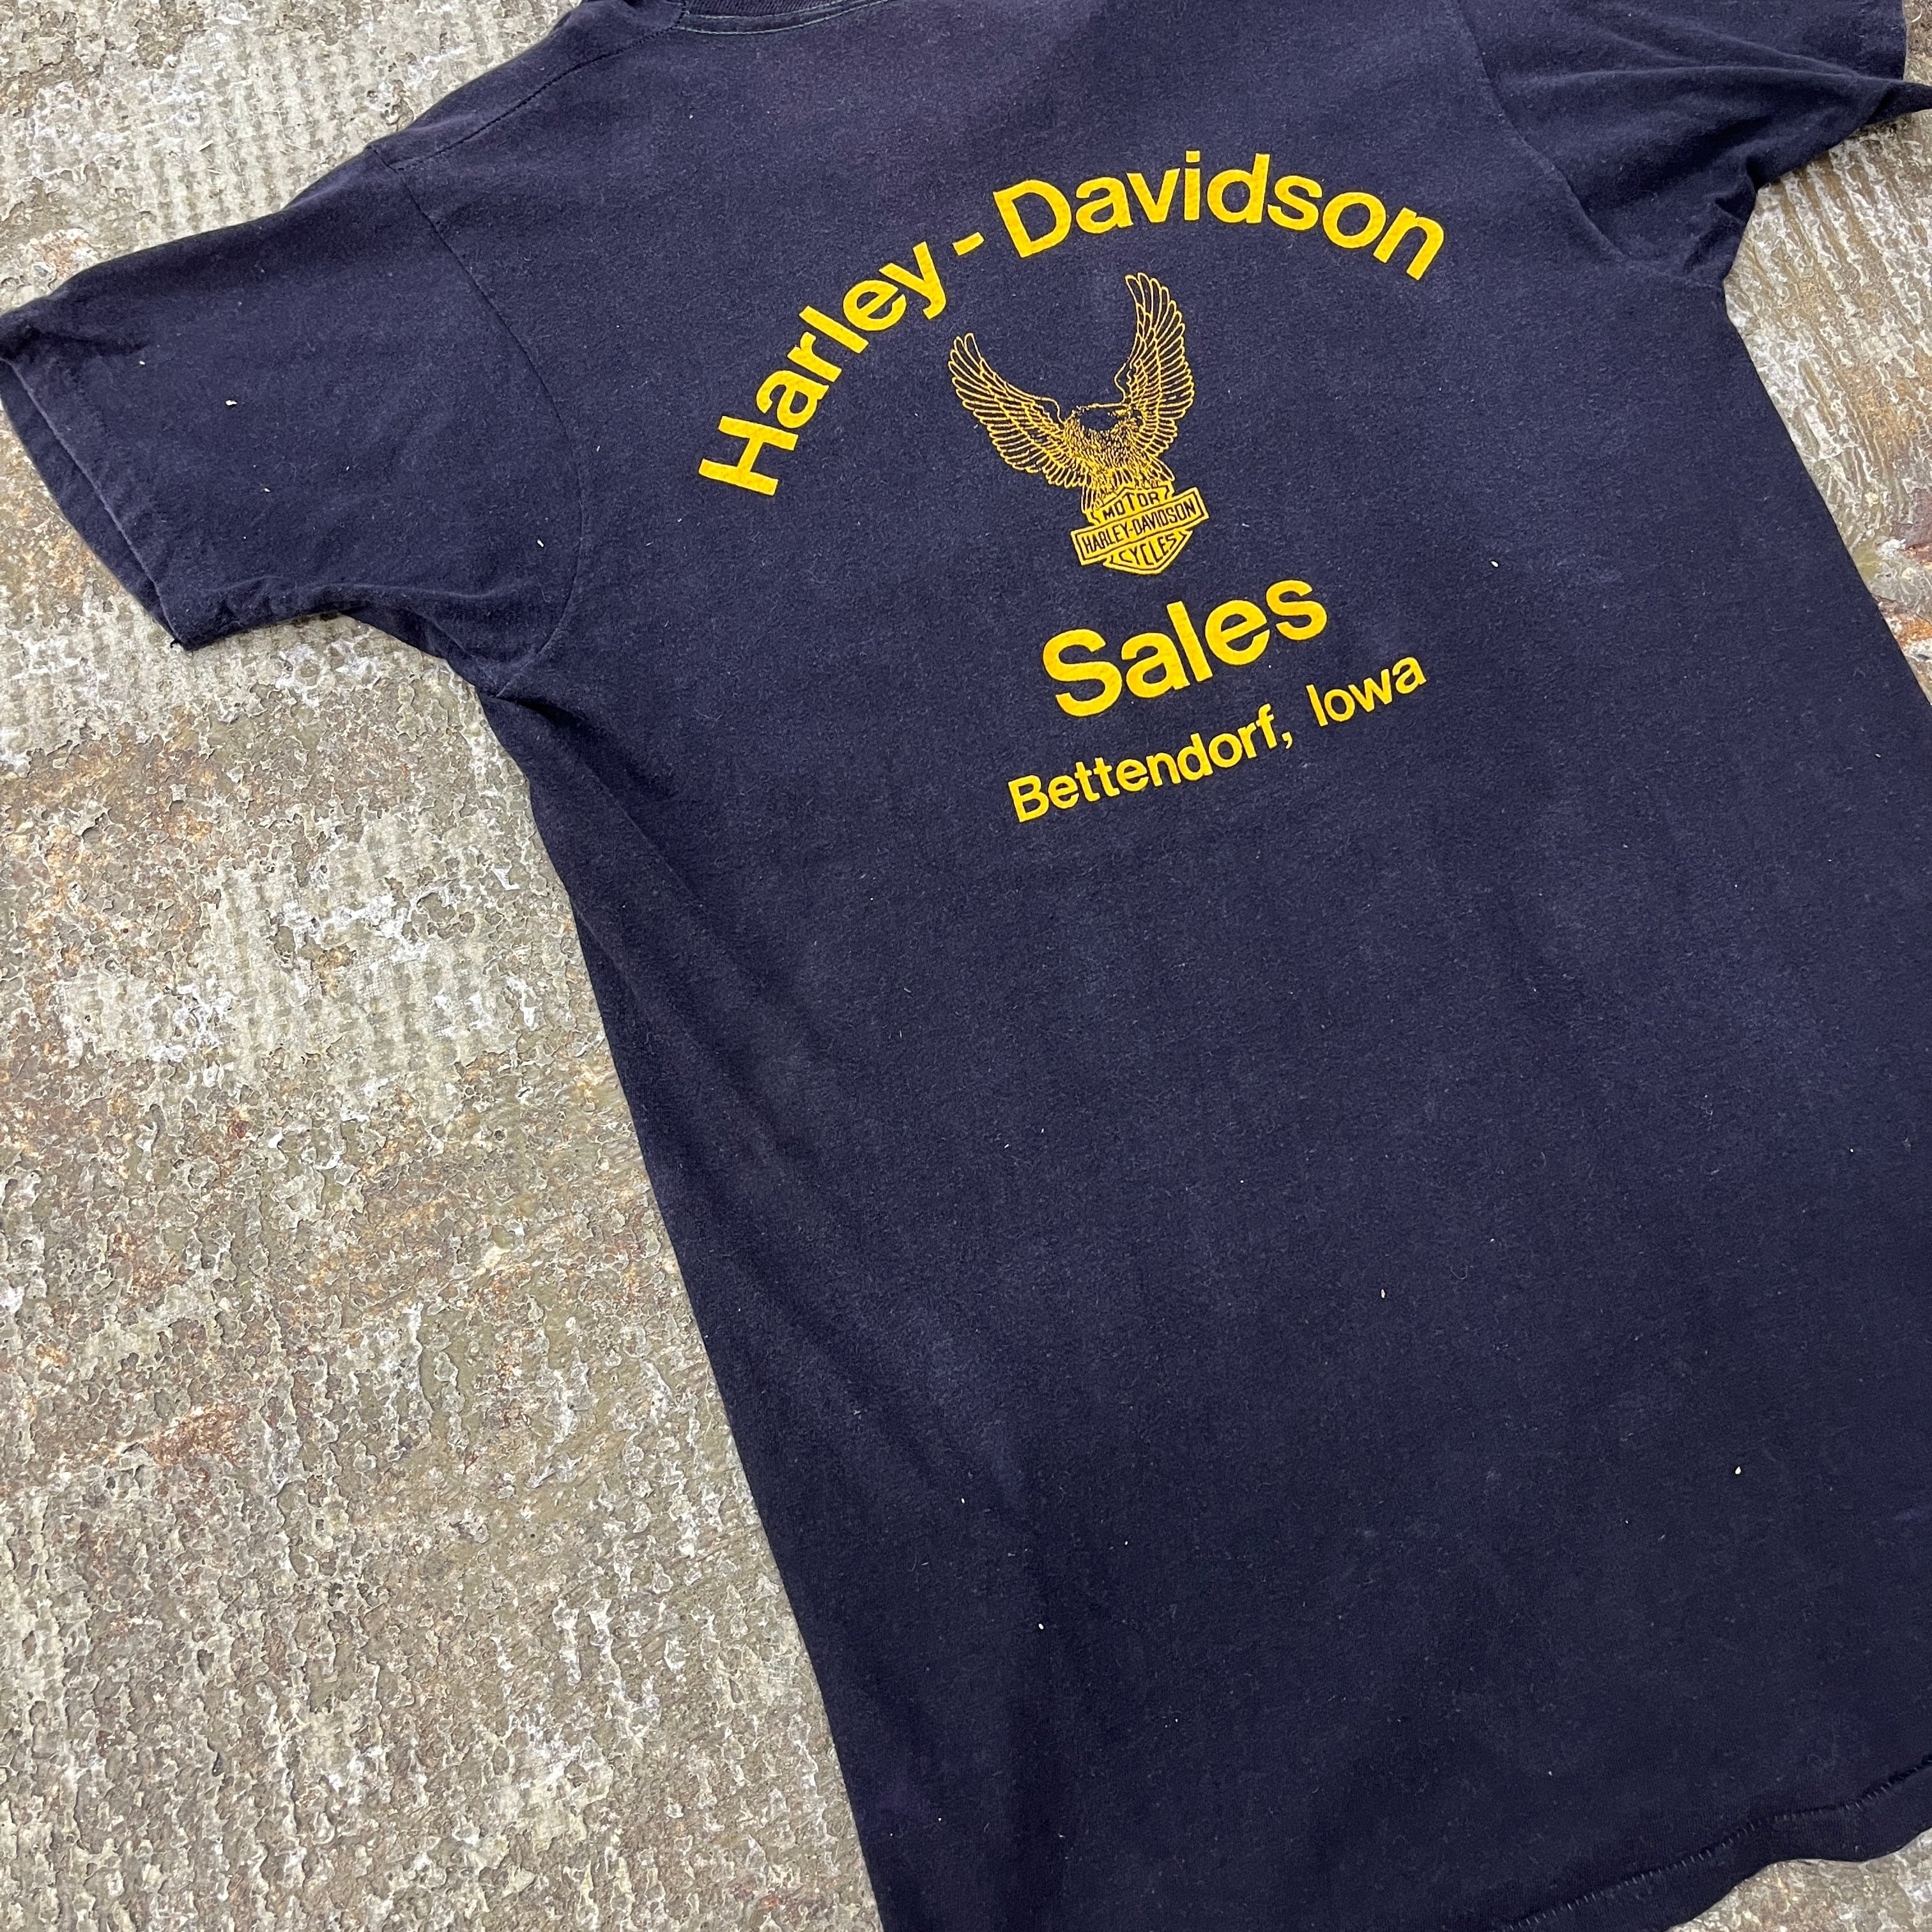 Harley-Davidson
MOTOR
HARLEY-DAVIDSON
CYCLES
Sales
Bettendorf, Iowa